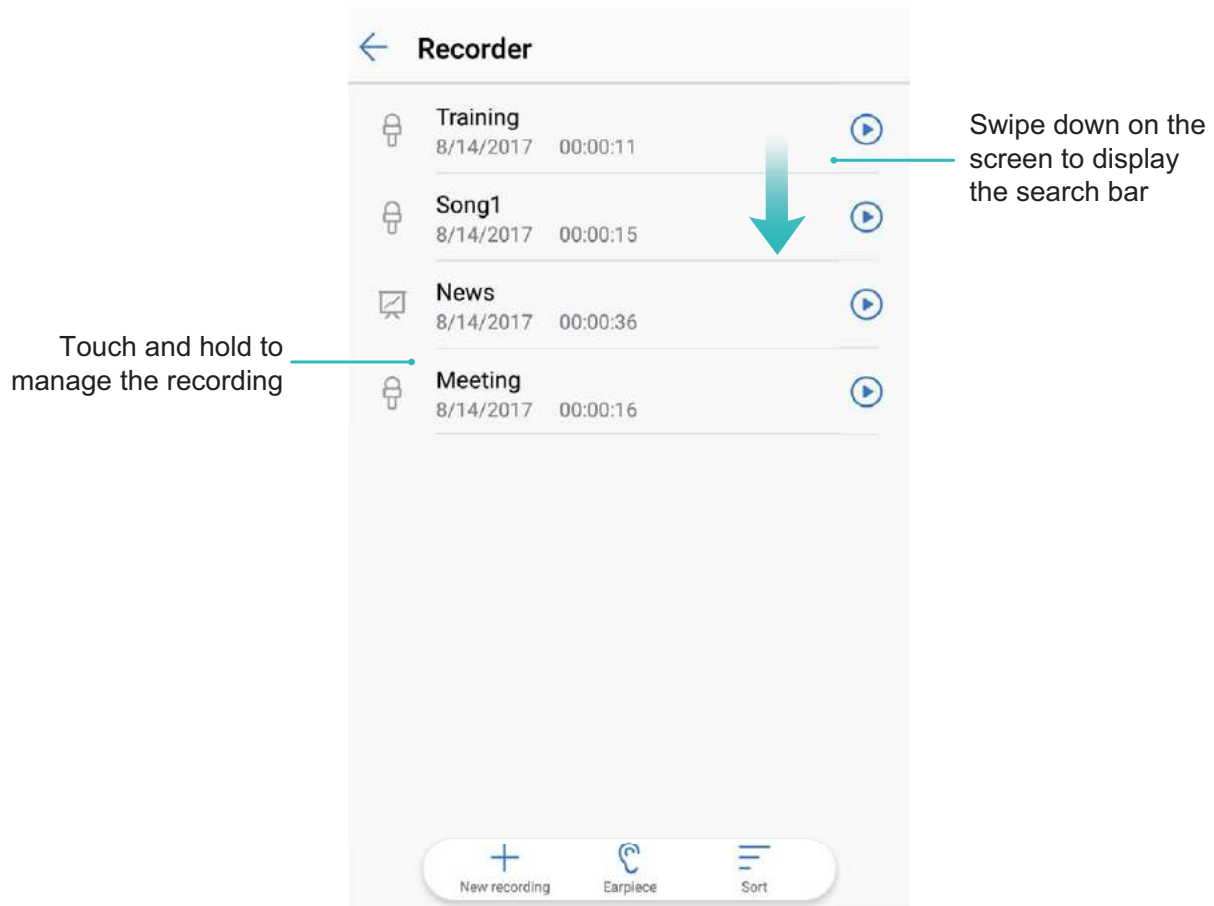 Recorder
Training
8/14/2017 00:00:11
Song1
8/14/2017 00:00:15
News
8/14/2017 00:00:36
Meeting
8/14/2017 00:00:16
Swipe down on the
screen to display
the search bar
Touch and hold to
manage the recording
New recording Earpiece Sort